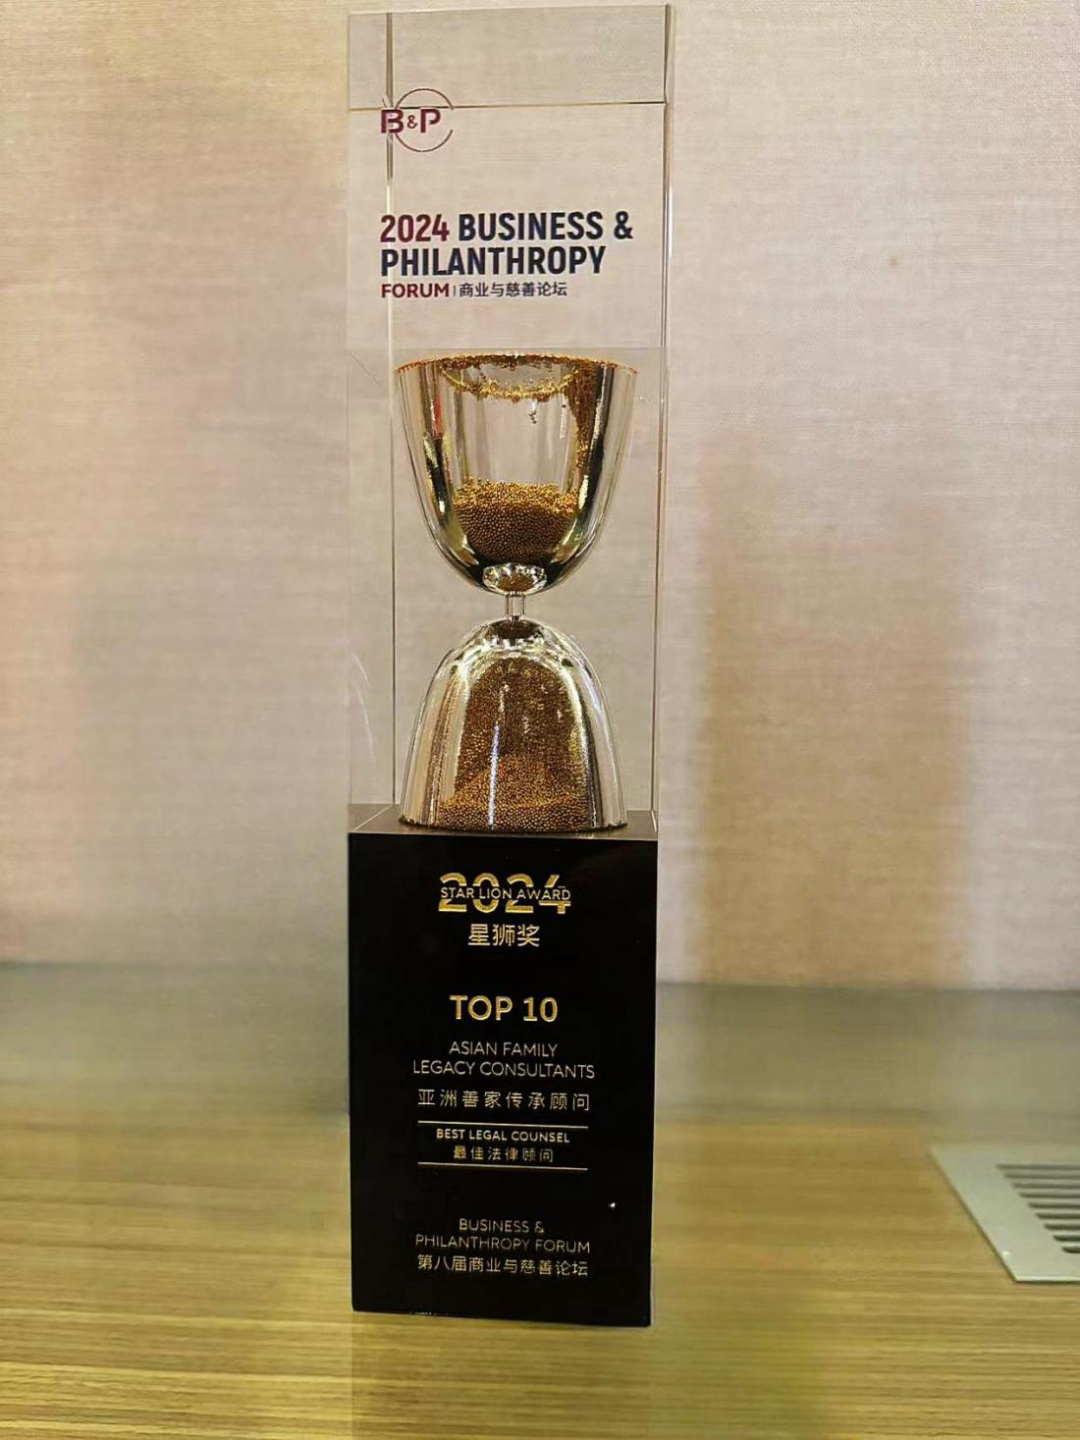 B&P
2024 BUSINESS &
PHILANTHROPY
FORUM | 商业与慈善论坛
2024
STAR LION AWARD
星狮奖
TOP 10
ASIAN FAMILY
LEGACY CONSULTANTS
亚洲善家传承顾问
BEST LEGAL COUNSEL
最佳法律顾问
BUSINESS &
PHILANTHROPY FORUM
第八届商业与慈善论坛